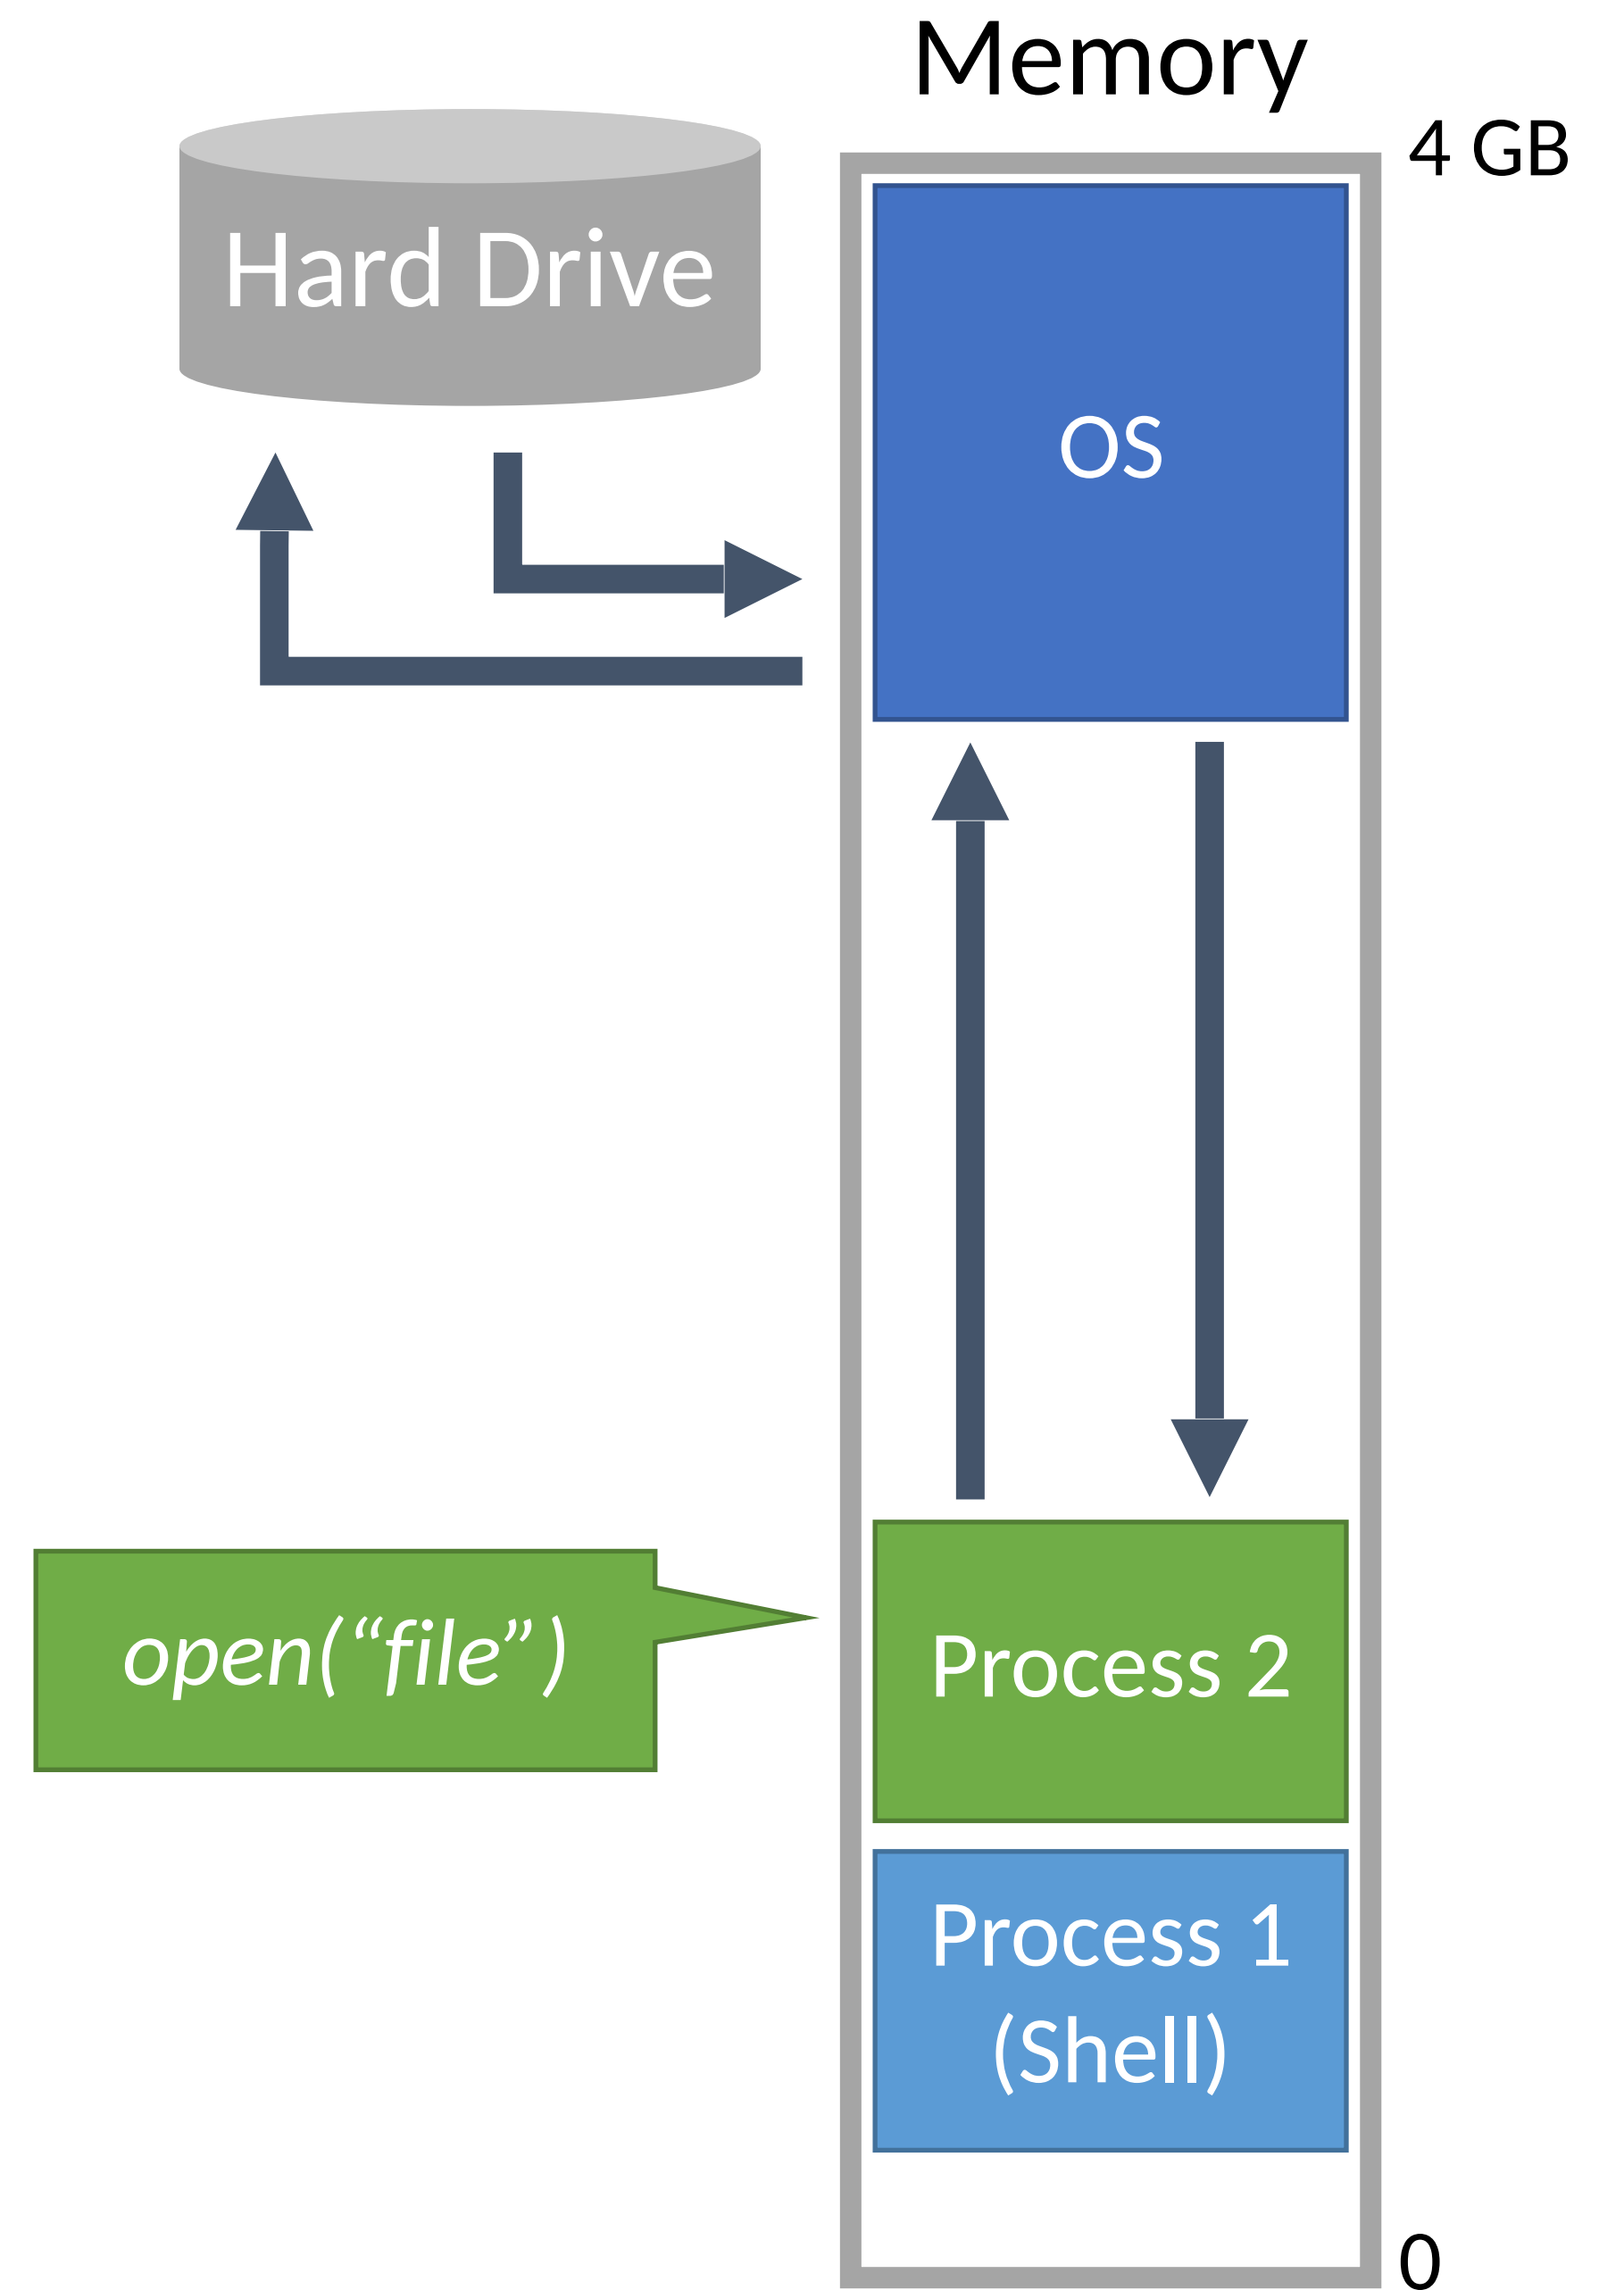 Memory
4 GB
Hard Drive
OS
open(“file”)
Process 2
Process 1
(Shell)
0